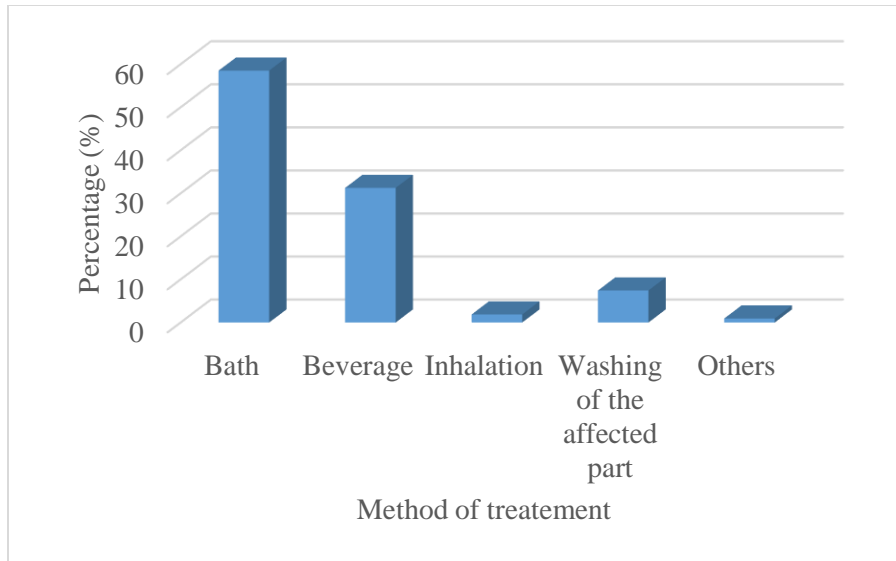 Percentage (%)
60
50
40
30
20
10
0
Bath
Beverage
Inhalation
Washing
of the
affected
part
Others
Method of treatement